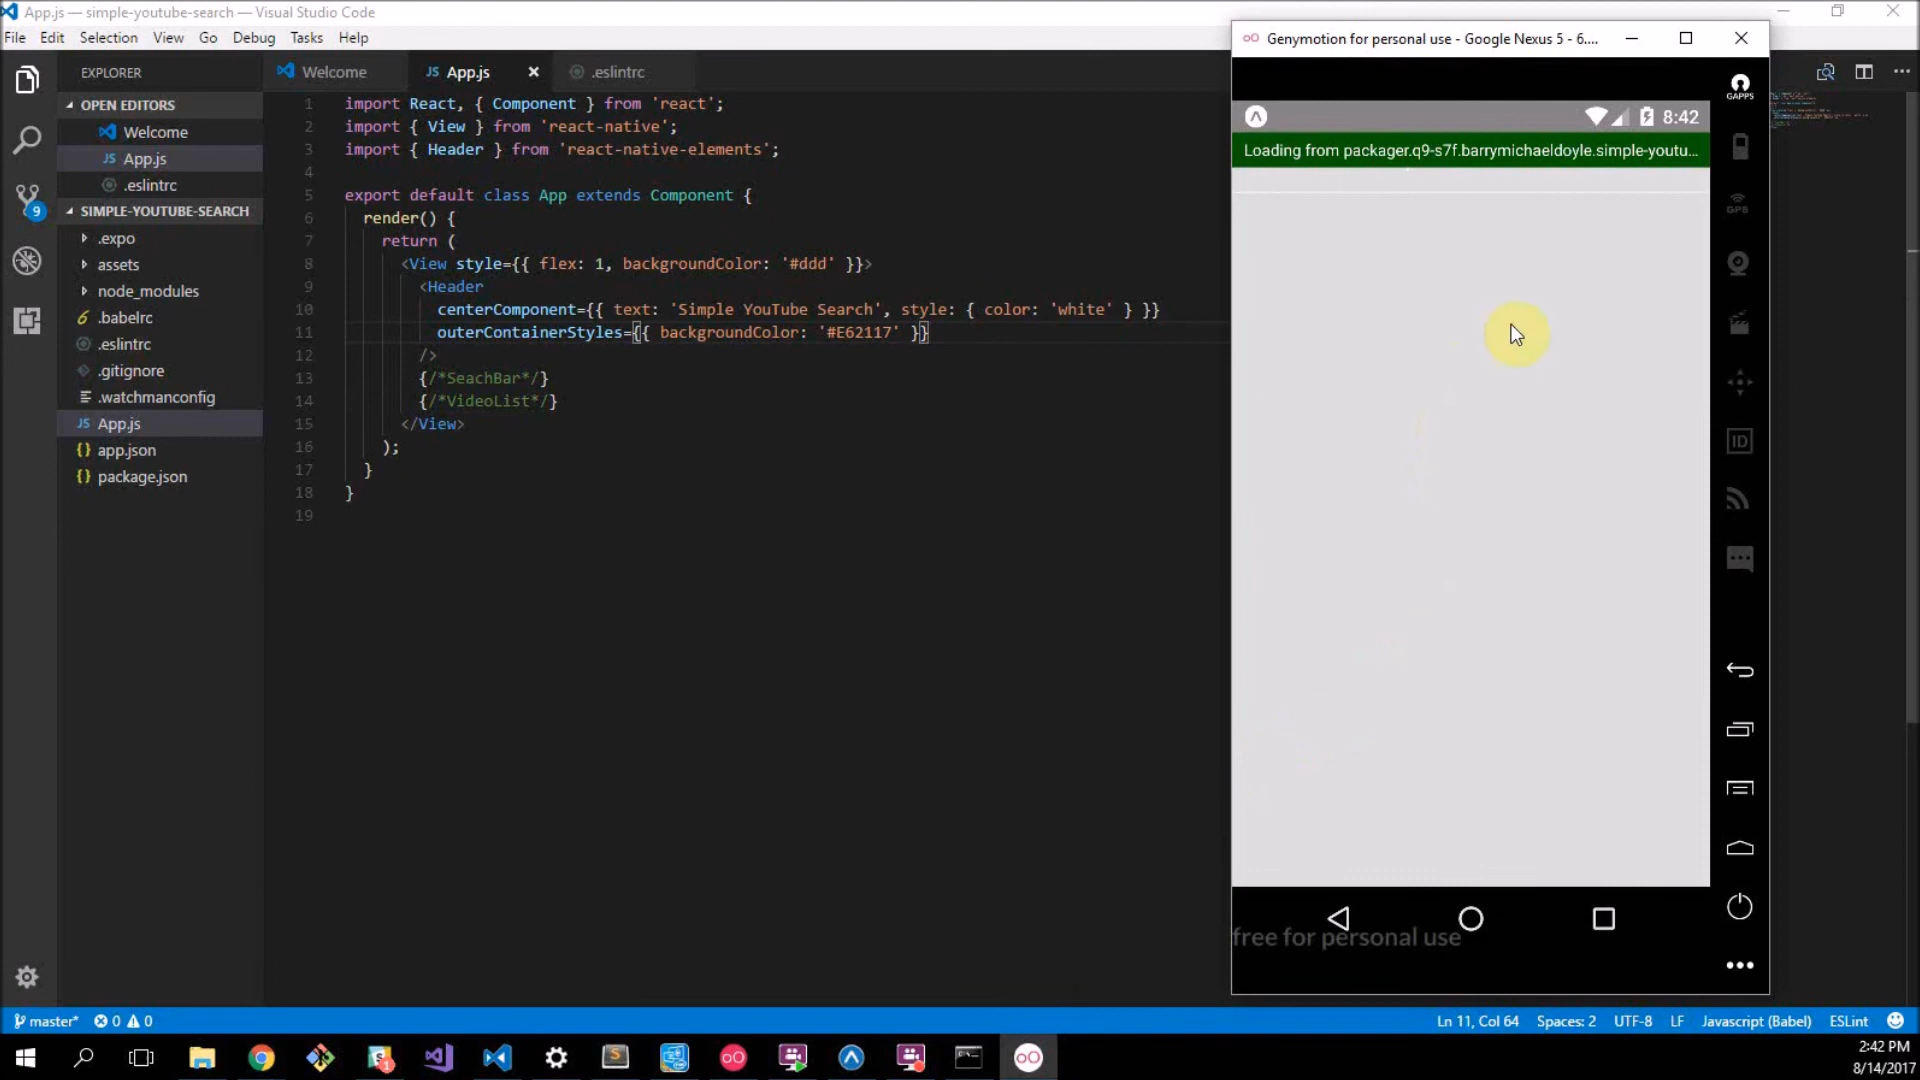 App.js — simple-youtube-search — Visual Studio Code
File Edit Selection View Go Debug Tasks Help
EXPLORER
OPEN EDITORS
Welcome
JS App.js
.eslintrc
9
SIMPLE-YOUTUBE-SEARCH
.expo
assets
node_modules
.babelrc
.eslintrc
.gitignore
.watchmanconfig
JS App.js
{} app.json
{} package.json
Welcome
JS App.js
.eslintrc
1 import React, { Component } from 'react';
2 import { View } from 'react-native';
3 import { Header } from 'react-native-elements';
4
5 export default class App extends Component {
6 render() {
7 return (
8 <View style={{ flex: 1, backgroundColor: '#ddd' }}>
9 <Header
10 centerComponent={{ text: 'Simple YouTube Search', style: { color: 'white' } }}
11 outerContainerStyles={{ backgroundColor: '#E62117' }}
12 />
13 {/*SeachBar*/}
14 {/*VideoList*/}
15 </View>
16 );
17 }
18 }
19
Genymotion for personal use - Google Nexus 5 - 6....
GAPPS
8:42
Loading from packager.q9-s7f.barrymichaeldoyle.simple-youtu...
GPS
ID
free for personal use
master* 0 0
Ln 11, Col 64 Spaces: 2 UTF-8 LF Javascript (Babel) ESLint
2:42 PM
8/14/2017